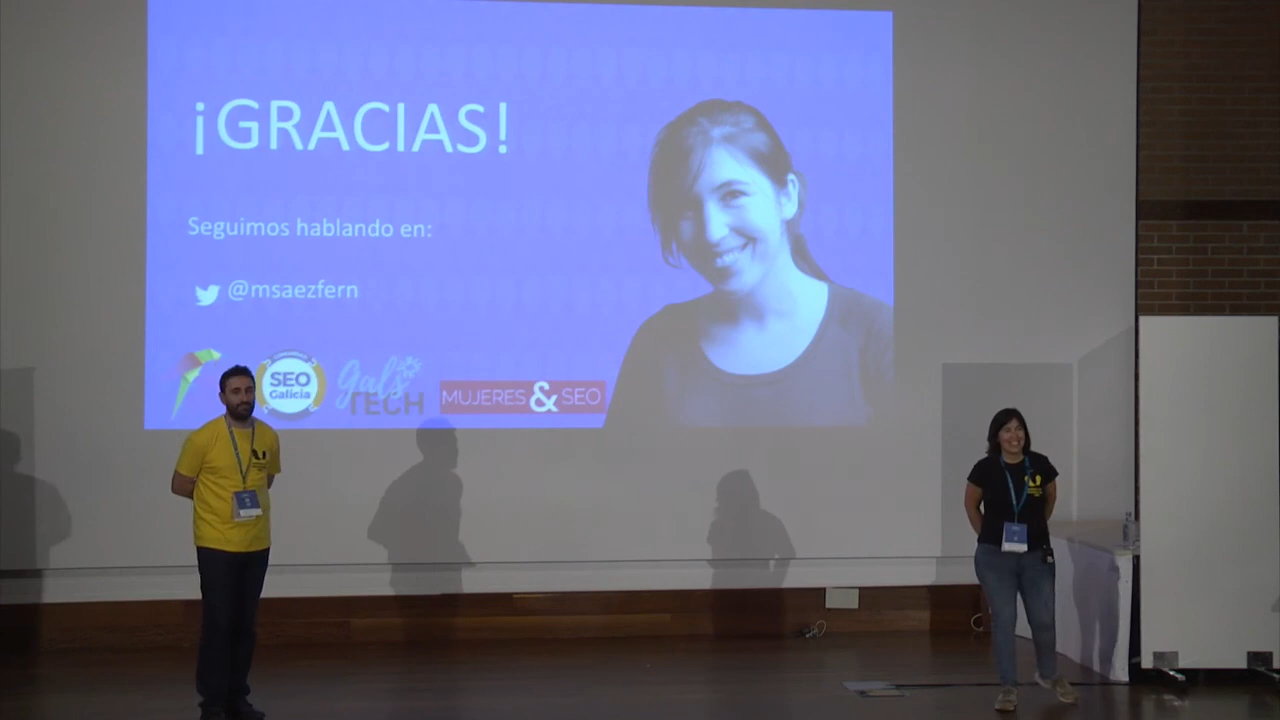 ¡GRACIAS!
Seguimos hablando en:
@msaezfern
SEO
Galicia
Gals
TECH
MUJERES & SEO